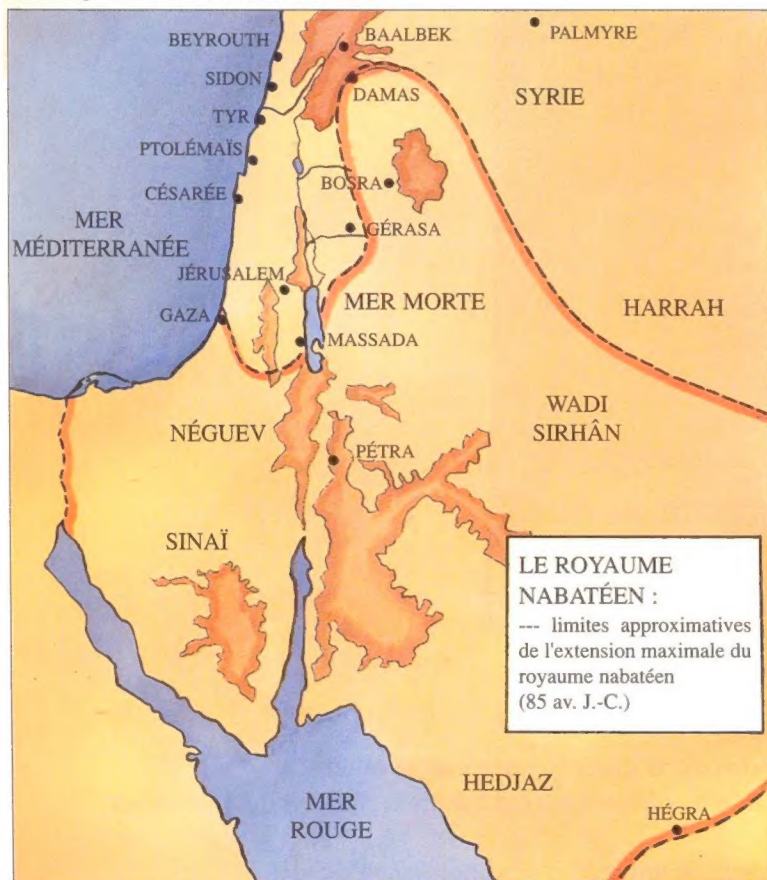 BEYROUTH
BAALBEK
PALMYRE
SIDON
DAMAS
SYRIE
TYR
PTOLÉMAÏS
BOSRA
CÉSARÉE
MER
MÉDITERRANÉE
GÉRASA
JÉRUSALEM
MER MORTE
HARRAH
GAZA
MASSADA
NÉGUEV
WADI
SIRHÂN
PÉTRA
SINAÏ
LE ROYAUME
NABATÉEN :
--- limites approximatives
de l'extension maximale du
royaume nabatéen
(85 av. J.-C.)
HEDJAZ
MER
ROUGE
HÉGRA